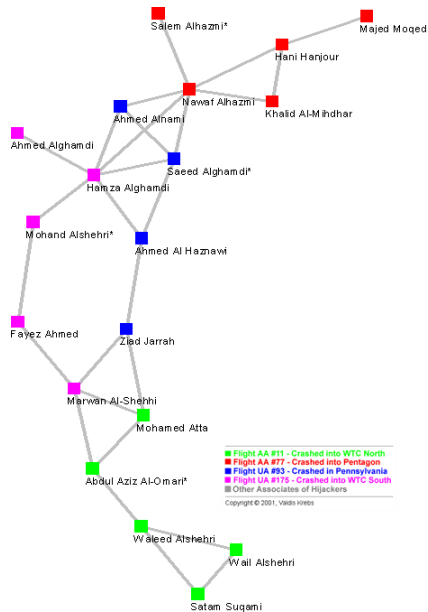 Salem Alhazmi*
Majed Moqed
Hani Hanjour
Nawaf Alhazmi
Khalid Al-Mihdhar
Ahmed Alnami
Ahmed Alghamdi
Saeed Alghamdi*
Hamza Alghamdi
Mohand Alshehri*
Ahmed Al Haznawi
Fayez Ahmed
Ziad Jarrah
Marwan Al-Shehhi
Mohamed Atta
Flight AA #11 - Crashed into WTC North
Flight AA #77 - Crashed into Pentagon
Flight UA #93 - Crashed in Pennsylvania
Flight UA #175 - Crashed into WTC South
Other Associates of Hijackers
Copyright © 2001, Valdis Krebs
Abdul Aziz Al-Omari*
Waleed Alshehri
Wail Alshehri
Satam Suqami